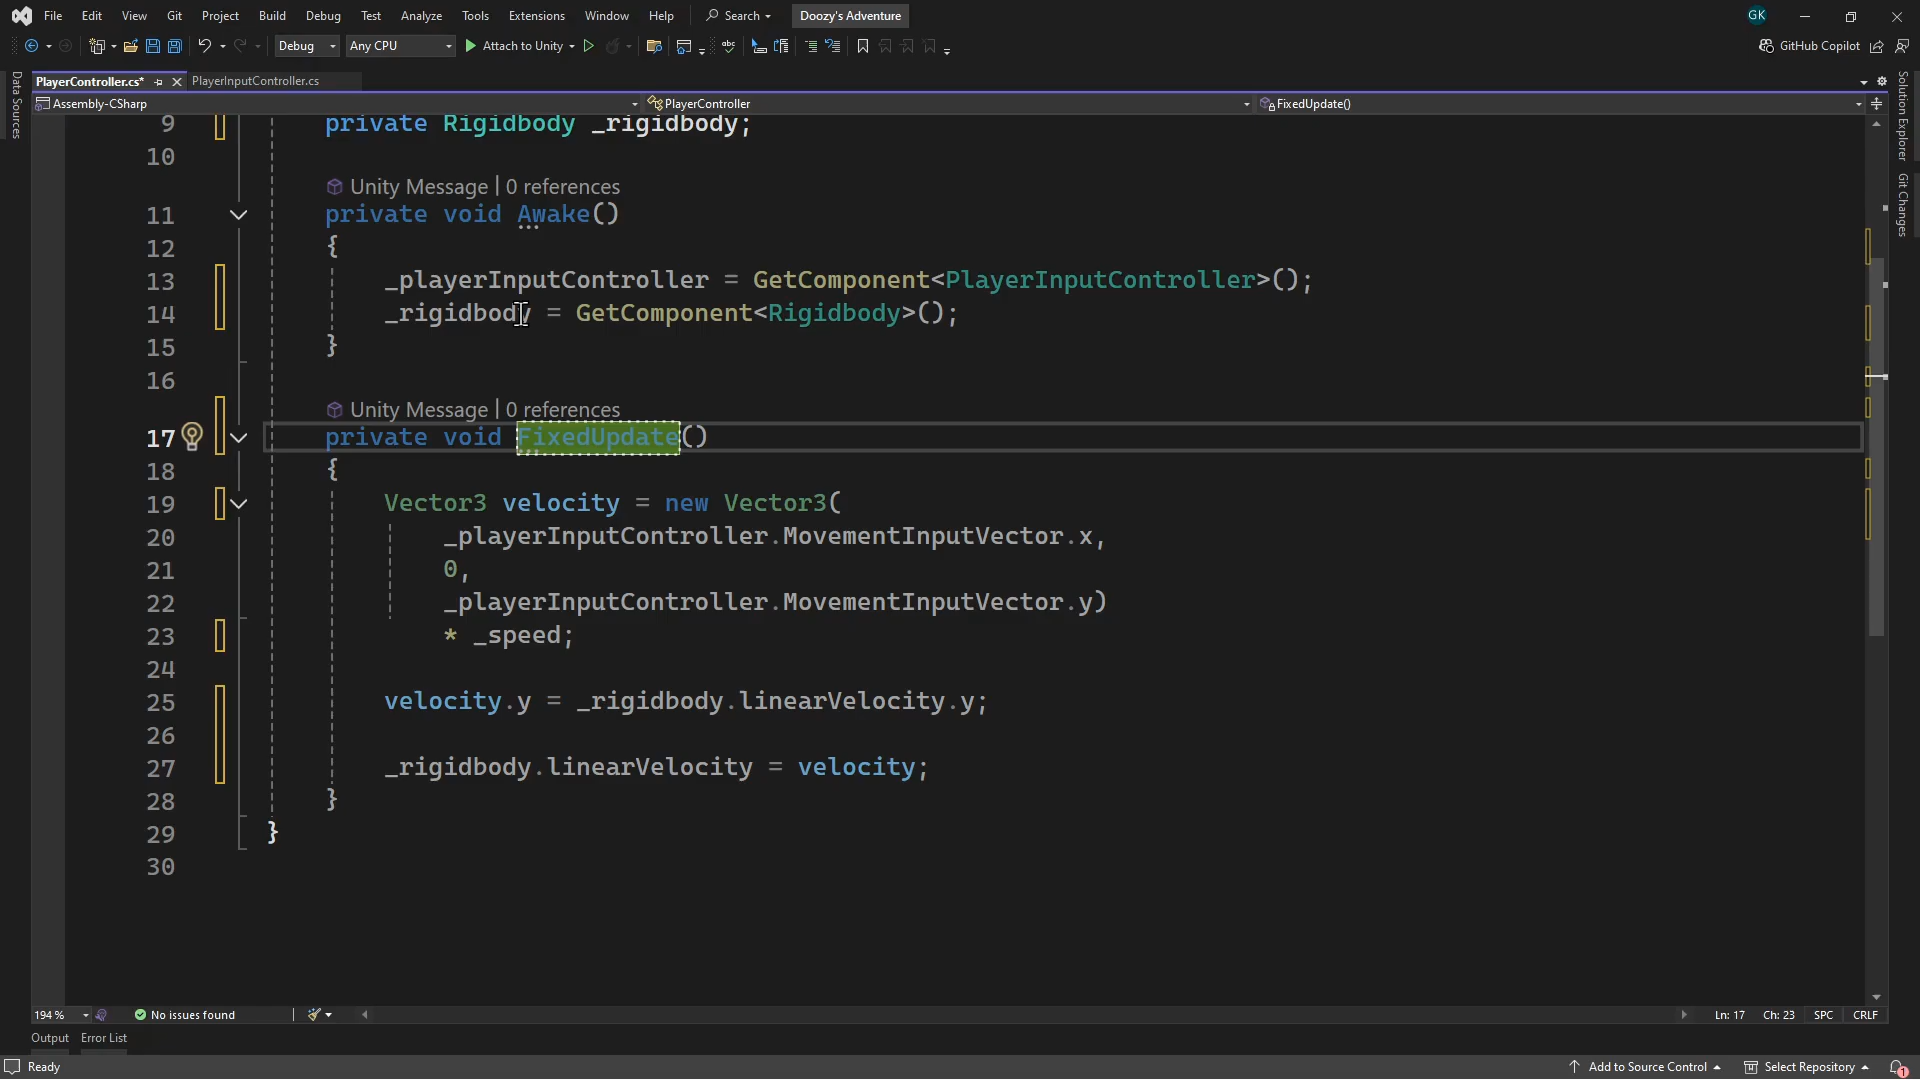 File Edit View Git Project Build Debug Test Analyze Tools Extensions Window Help Search Doozy's Adventure GK
Debug Any CPU Attach to Unity abc GitHub Copilot
PlayerController.cs* PlayerInputController.cs
Assembly-CSharp PlayerController FixedUpdate()
Data Sources
Solution Explorer
Git Changes
9 private Rigidbody _rigidbody;
10
Unity Message | 0 references
11 private void Awake()
12 {
13 _playerInputController = GetComponent<PlayerInputController>();
14 _rigidbody = GetComponent<Rigidbody>();
15 }
16
Unity Message | 0 references
17 private void FixedUpdate()
18 {
19 Vector3 velocity = new Vector3(
20 _playerInputController.MovementInputVector.x,
21 0,
22 _playerInputController.MovementInputVector.y)
23 * _speed;
24
25 velocity.y = _rigidbody.linearVelocity.y;
26
27 _rigidbody.linearVelocity = velocity;
28 }
29 }
30
194 % No issues found Ln: 17 Ch: 23 SPC CRLF
Output Error List
Ready Add to Source Control Select Repository 1